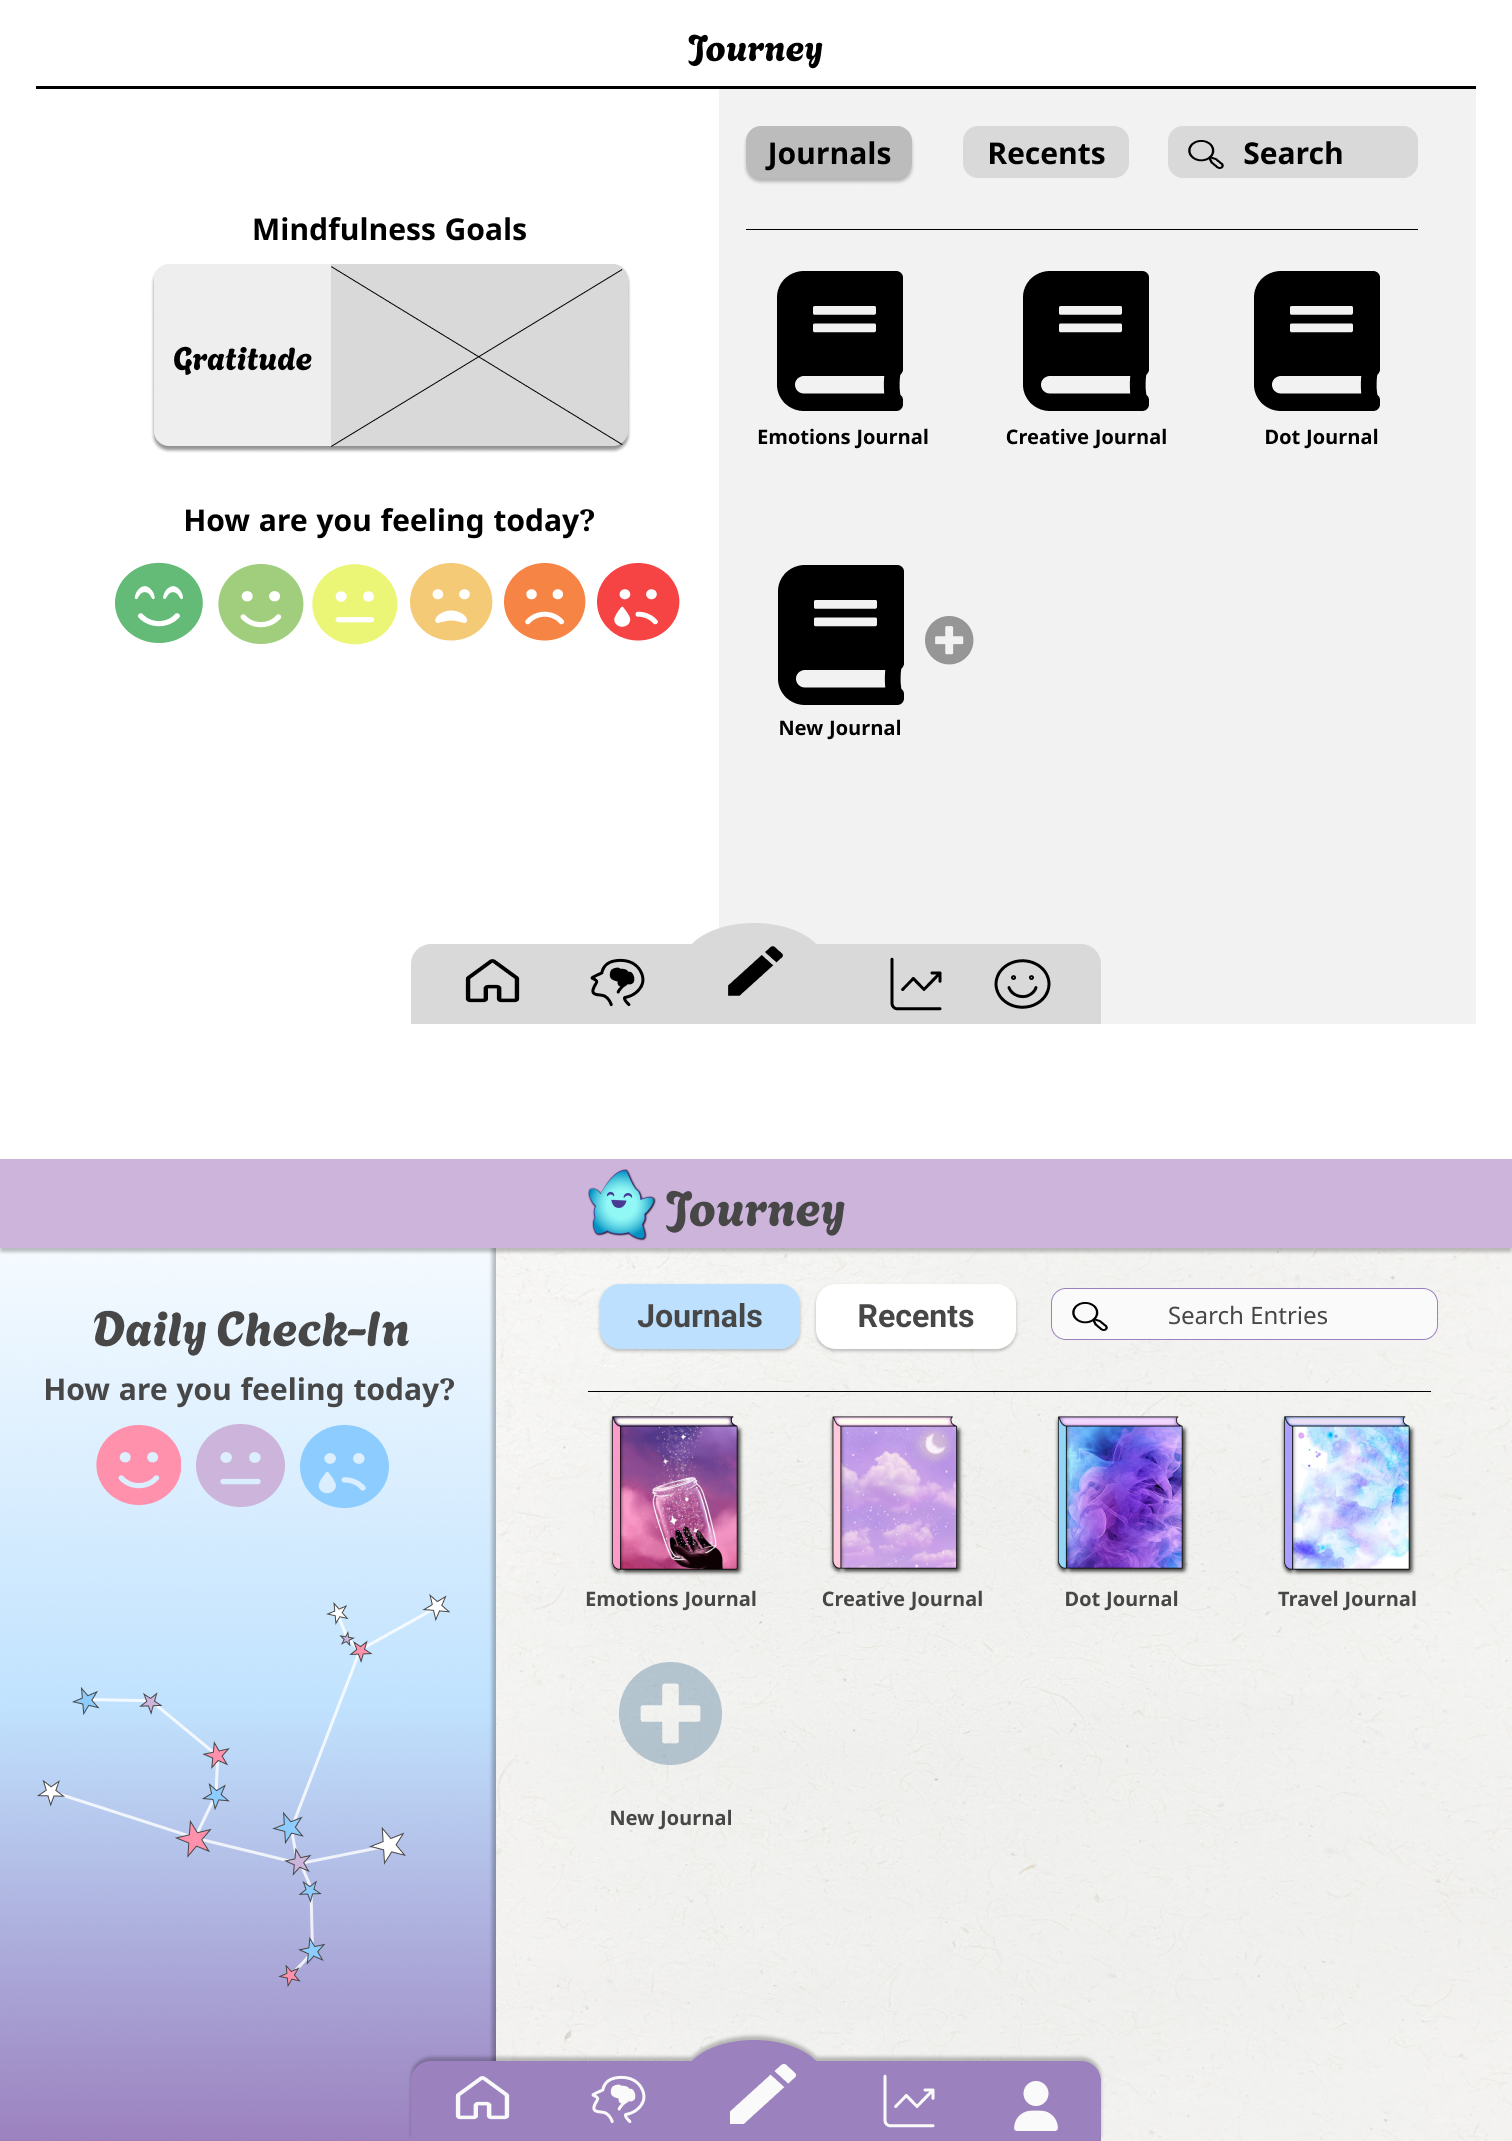 Journey
Journals Recents Search
Mindfulness Goals
Gratitude
How are you feeling today?
Emotions Journal Creative Journal Dot Journal
New Journal
Journey
Daily Check-In
How are you feeling today?
Journals Recents Search Entries
Emotions Journal Creative Journal Dot Journal Travel Journal
New Journal